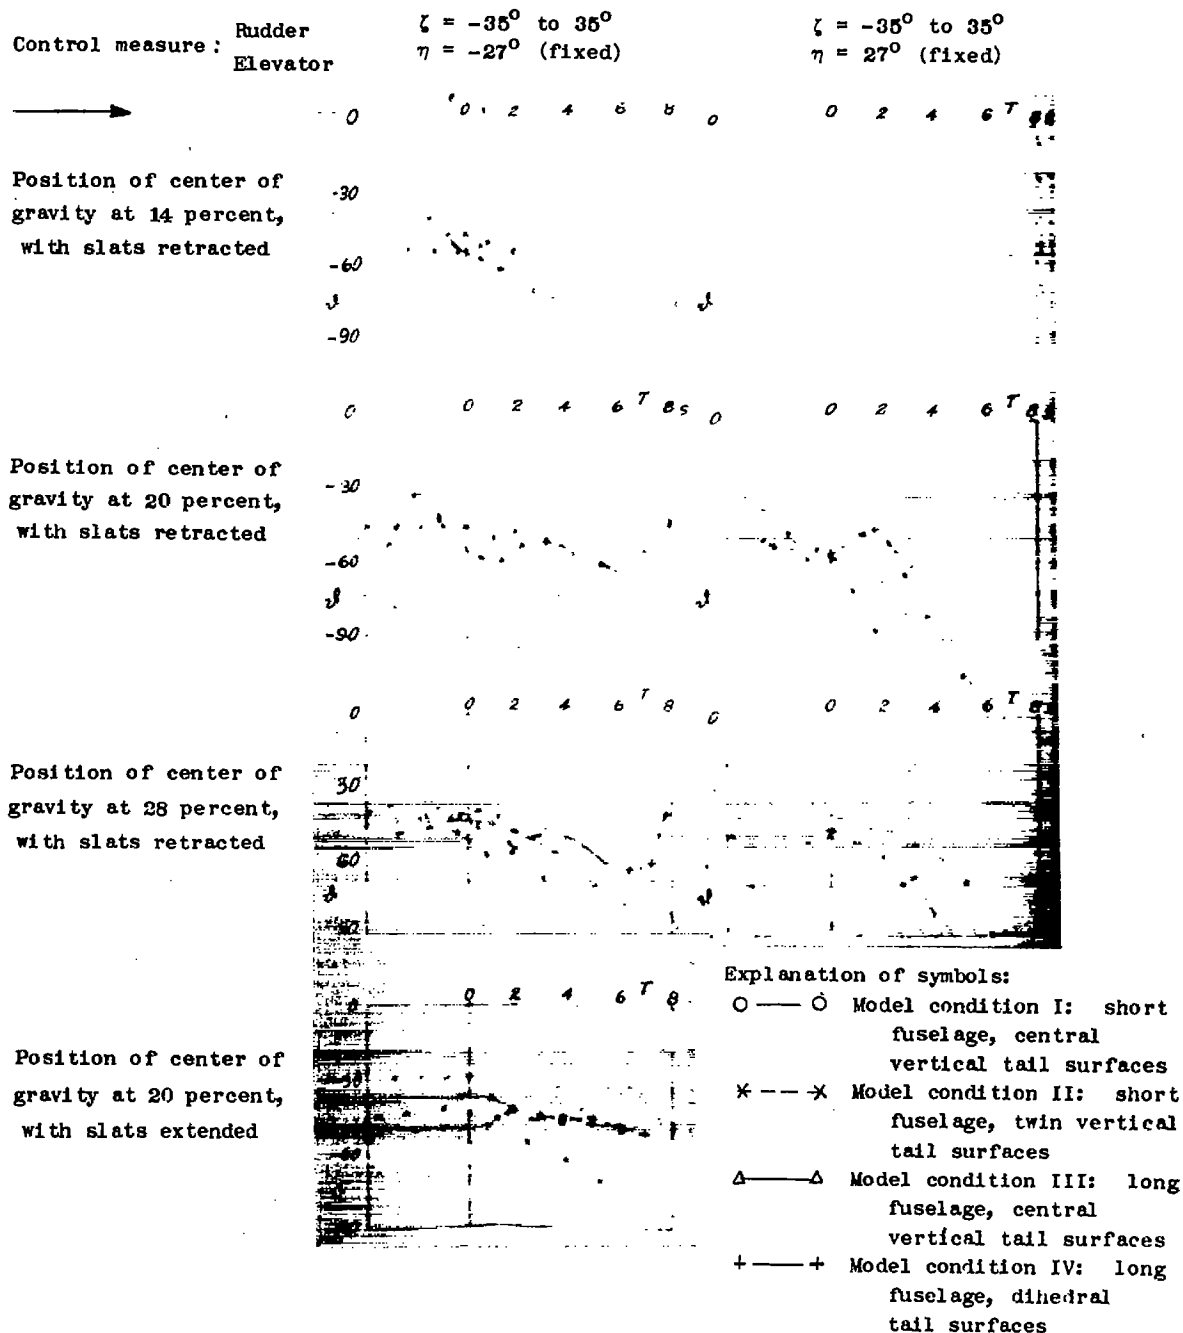 Control measure: Rudder ζ = -35° to 35° ζ = -35° to 35°
Elevator η = -27° (fixed) η = 27° (fixed)
0 0 2 4 6 8 0 0 2 4 6 T
Position of center of
gravity at 14 percent,
with slats retracted
-30
-60
ϑ ϑ
-90
0 0 2 4 6 T 8 s 0 0 2 4 6 T 8
Position of center of
gravity at 20 percent,
with slats retracted
-30
-60
ϑ ϑ
-90
0 0 2 4 6 T 8 0 0 2 4 6 T 8
Position of center of
gravity at 28 percent,
with slats retracted
30
60
ϑ ϑ
0 0 2 4 6 T 8
Position of center of
gravity at 20 percent,
with slats extended
Explanation of symbols:
Model condition I: short
fuselage, central
vertical tail surfaces
Model condition II: short
fuselage, twin vertical
tail surfaces
Model condition III: long
fuselage, central
vertical tail surfaces
Model condition IV: long
fuselage, dihedral
tail surfaces